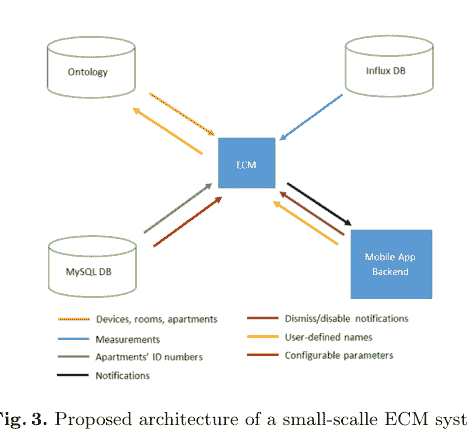 Ontology
Influx DB
ECM
MySQL DB
Mobile App
Backend
Devices, rooms, apartments
Dismiss/disable notifications
Measurements
User-defined names
Apartments' ID numbers
Configurable parameters
Notifications
Fig. 3. Proposed architecture of a small-scalle ECM syst